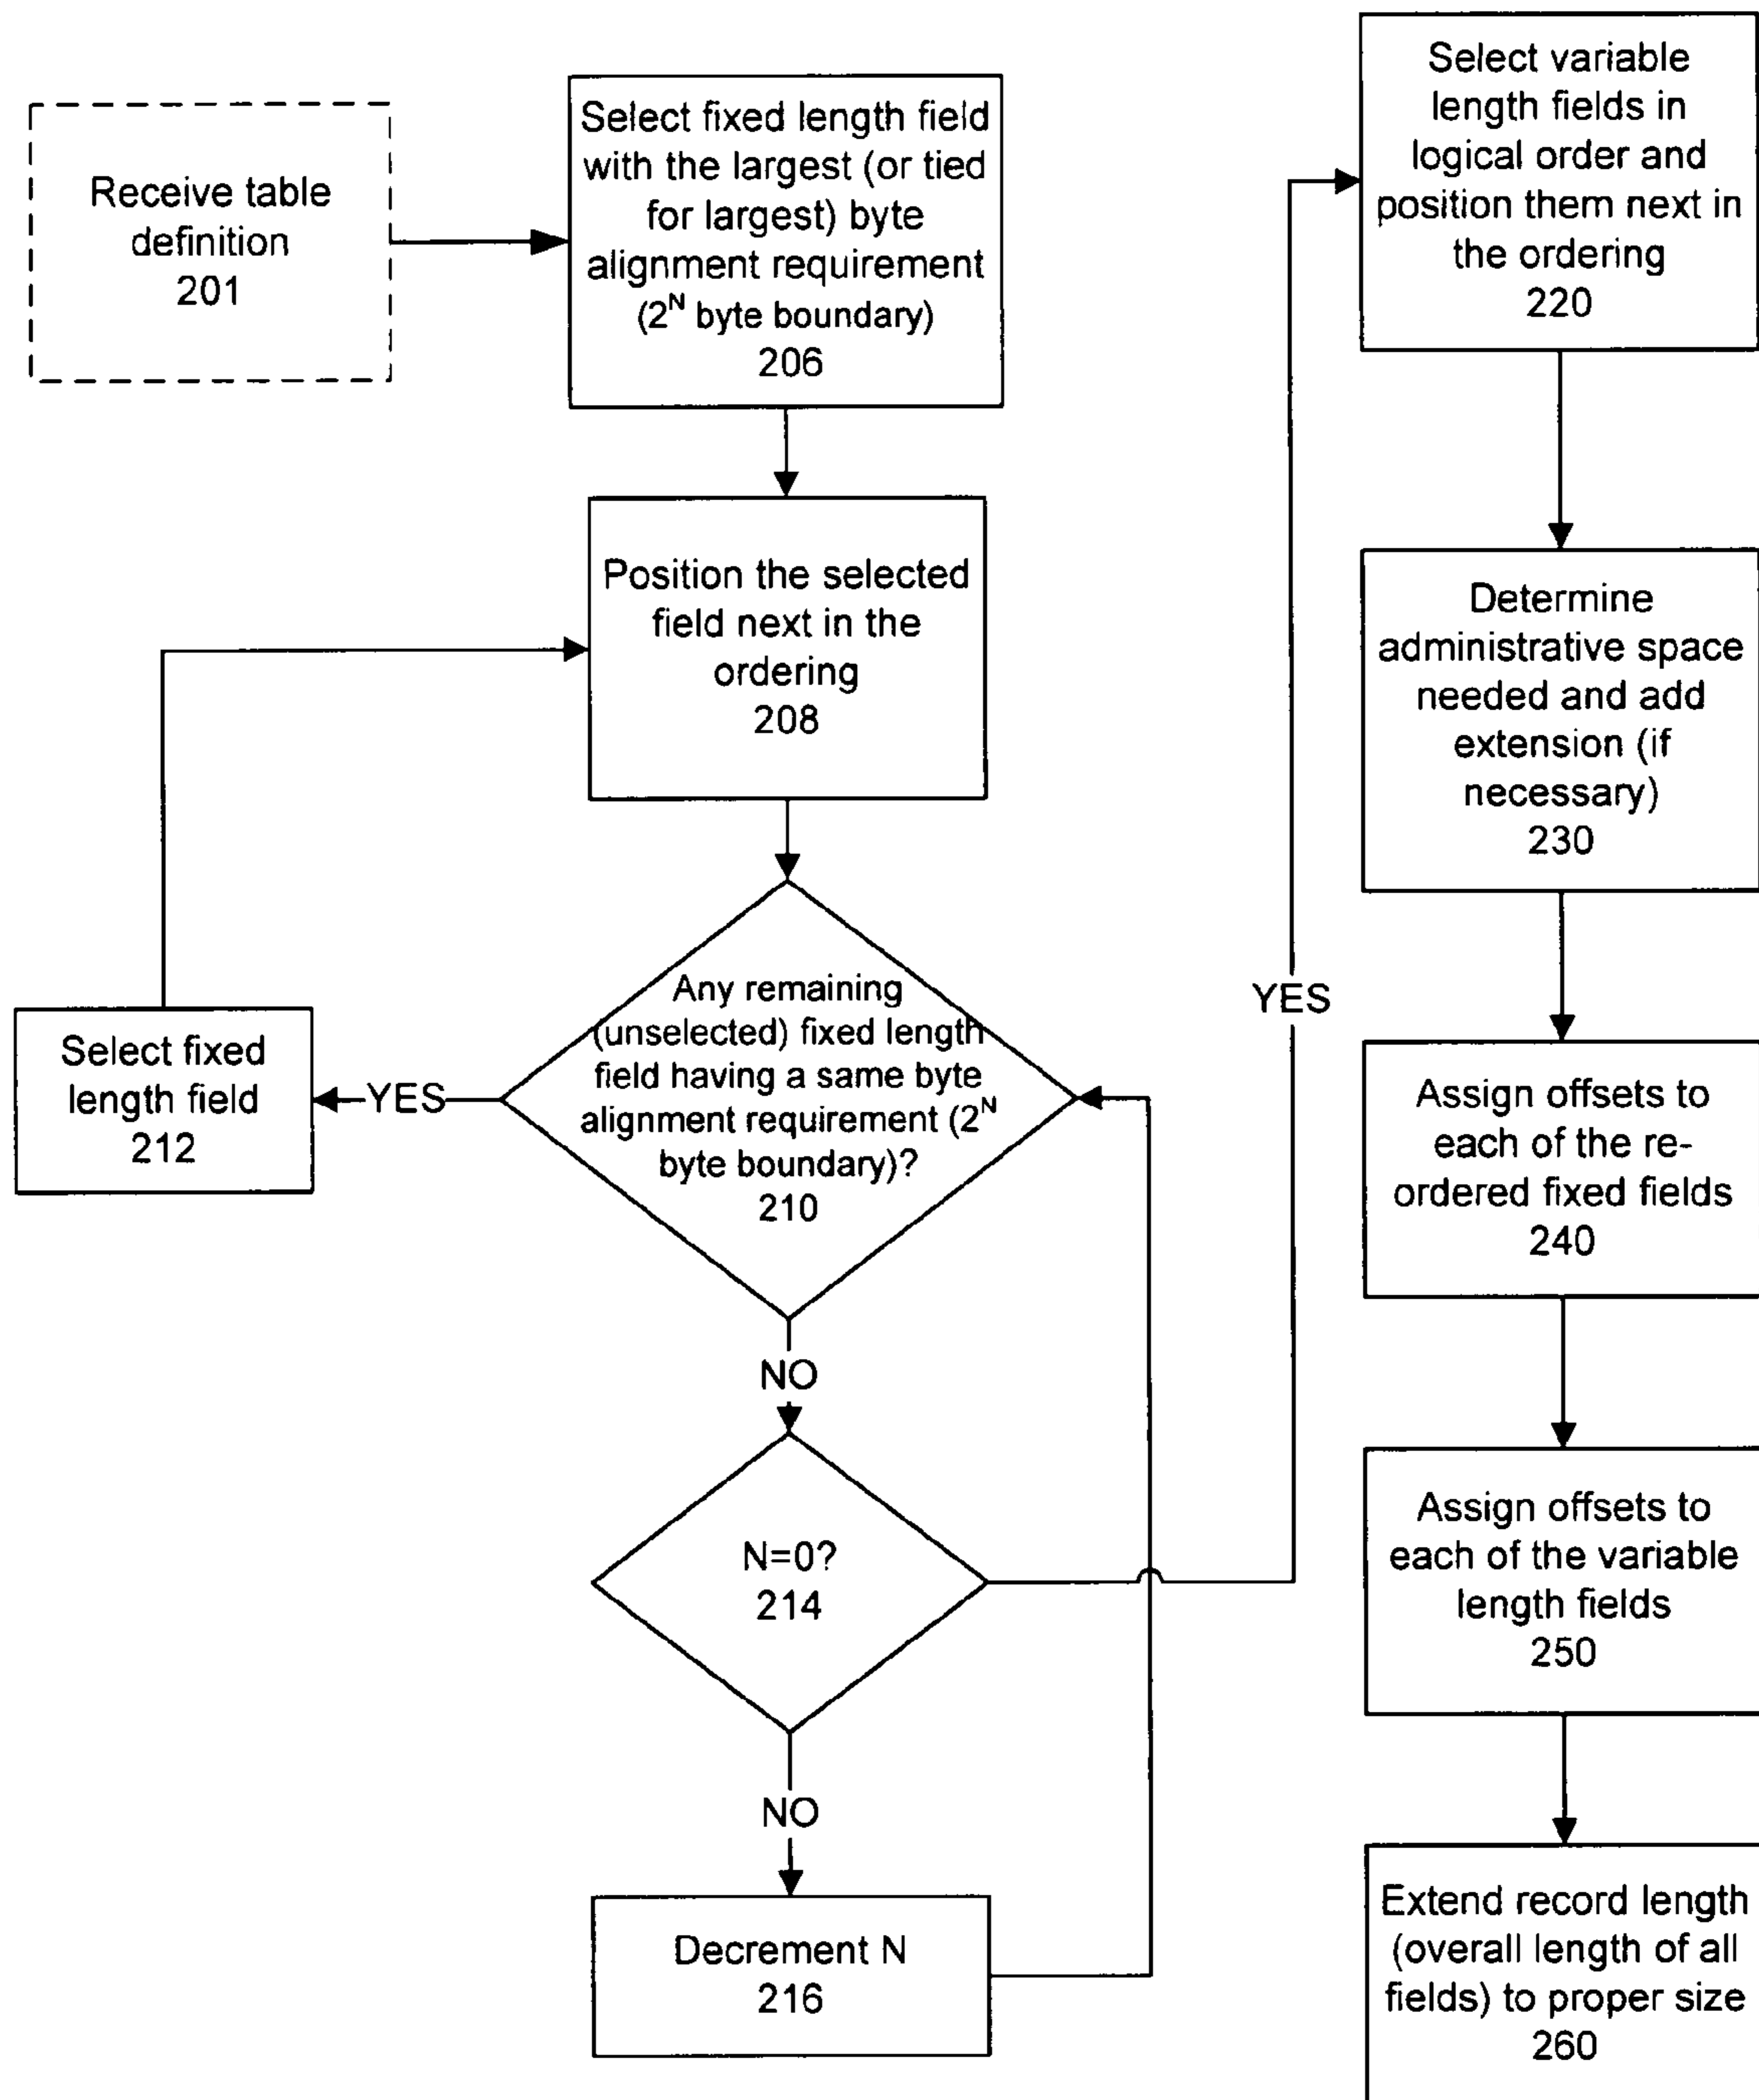 Receive table
definition
201
Select fixed length field
with the largest (or tied
for largest) byte
alignment requirement
(2^N byte boundary)
206
Position the selected
field next in the
ordering
208
Any remaining
(unselected) fixed length
field having a same byte
alignment requirement (2^N
byte boundary)?
210
YES
Select fixed
length field
212
NO
N=0?
214
NO
Decrement N
216
YES
Select variable
length fields in
logical order and
position them next in
the ordering
220
Determine
administrative space
needed and add
extension (if
necessary)
230
Assign offsets to
each of the re-
ordered fixed fields
240
Assign offsets to
each of the variable
length fields
250
Extend record length
(overall length of all
fields) to proper size
260